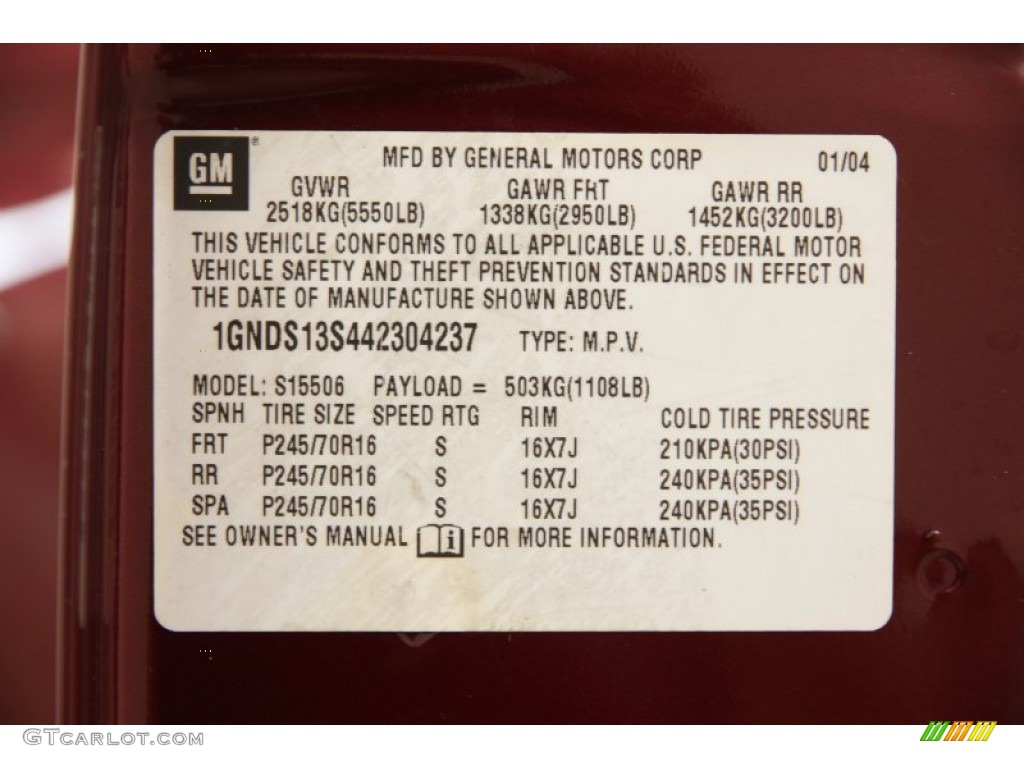 GM ® MFD BY GENERAL MOTORS CORP 01/04
GVWR GAWR FRT GAWR RR
2518KG(5550LB) 1338KG(2950LB) 1452KG(3200LB)
THIS VEHICLE CONFORMS TO ALL APPLICABLE U.S. FEDERAL MOTOR
VEHICLE SAFETY AND THEFT PREVENTION STANDARDS IN EFFECT ON
THE DATE OF MANUFACTURE SHOWN ABOVE.
1GNDS13S442304237 TYPE: M.P.V.
MODEL: S15506 PAYLOAD = 503KG(1108LB)
SPNH TIRE SIZE SPEED RTG RIM COLD TIRE PRESSURE
FRT P245/70R16 S 16X7J 210KPA(30PSI)
RR P245/70R16 S 16X7J 240KPA(35PSI)
SPA P245/70R16 S 16X7J 240KPA(35PSI)
SEE OWNER'S MANUAL i FOR MORE INFORMATION.
GTCARLOT.COM